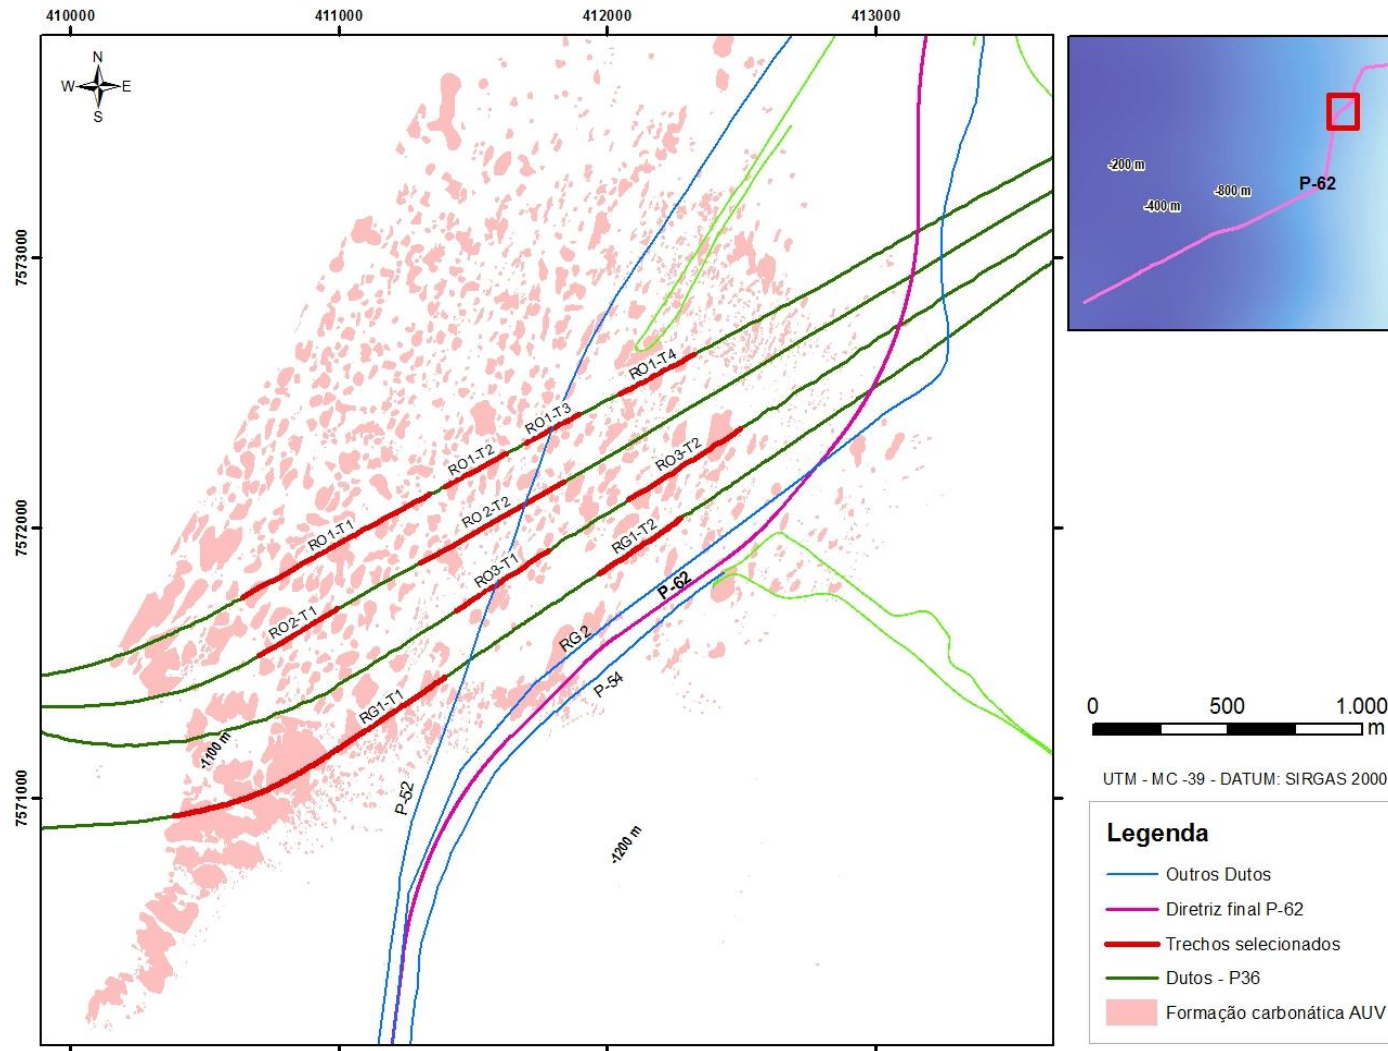 410000 411000 412000 413000
N
W E
S
7573000
7572000
7571000
RO1-T4
RO1-T3
RO1-T2
RO1-T1
RO3-T2
RO2-T2
RG1-T2
RO3-T1
RO2-T1
P-62
RG 2
P-54
RG1-T1
-1100 m
P-52
-1200 m
-200 m
-400 m
-800 m
P-62
0 500 1.000
m
UTM - MC -39 - DATUM: SIRGAS 2000
Legenda
Outros Dutos
Diretriz final P-62
Trechos selecionados
Dutos - P36
Formação carbonática AUV